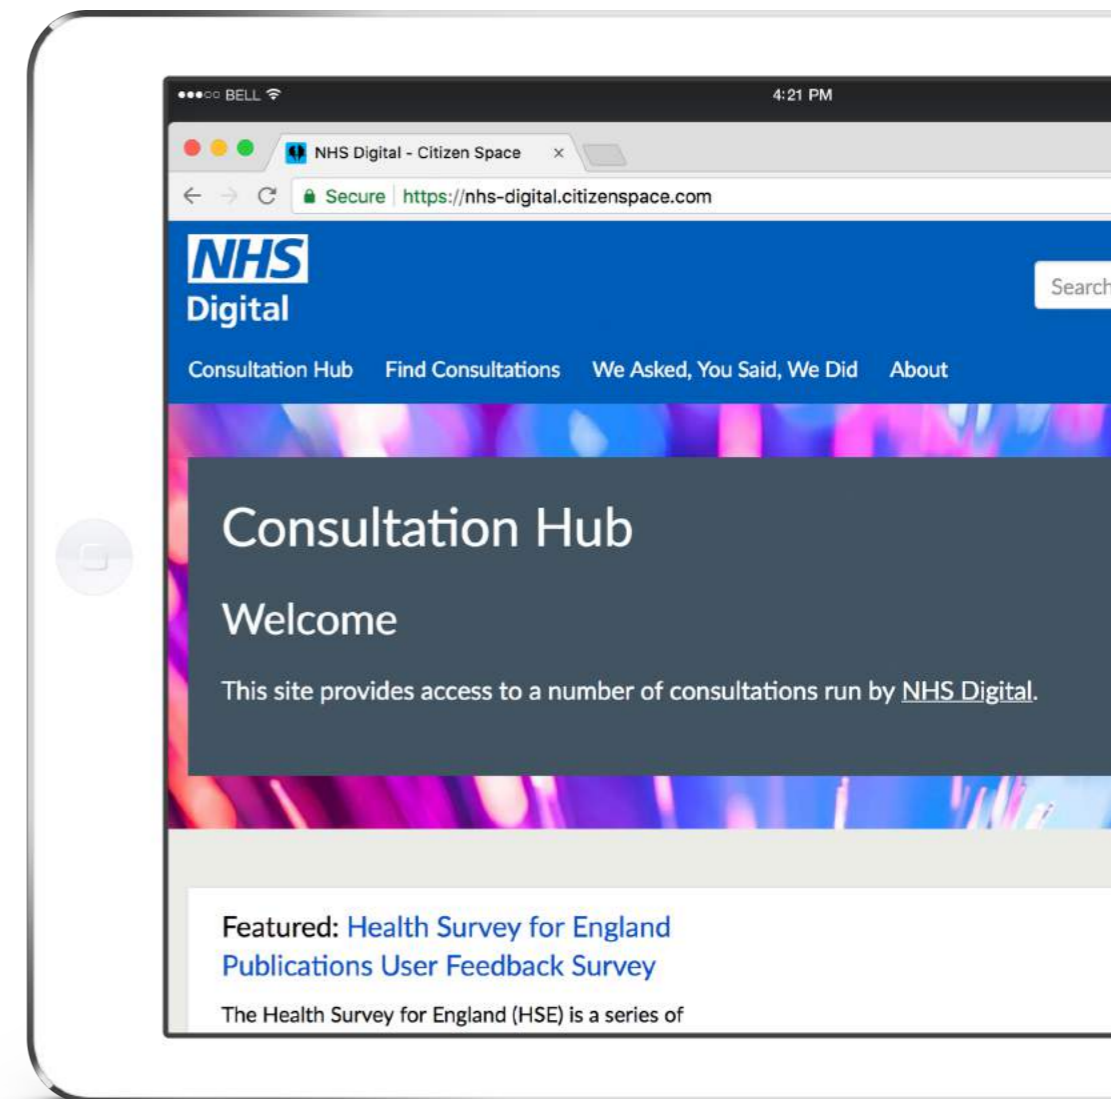 BELL
4:21 PM
NHS Digital - Citizen Space
Secure https://nhs-digital.citizenspace.com
NHS
Digital
Search
Consultation Hub Find Consultations We Asked, You Said, We Did About
Consultation Hub
Welcome
This site provides access to a number of consultations run by NHS Digital.
Featured: Health Survey for England
Publications User Feedback Survey
The Health Survey for England (HSE) is a series of